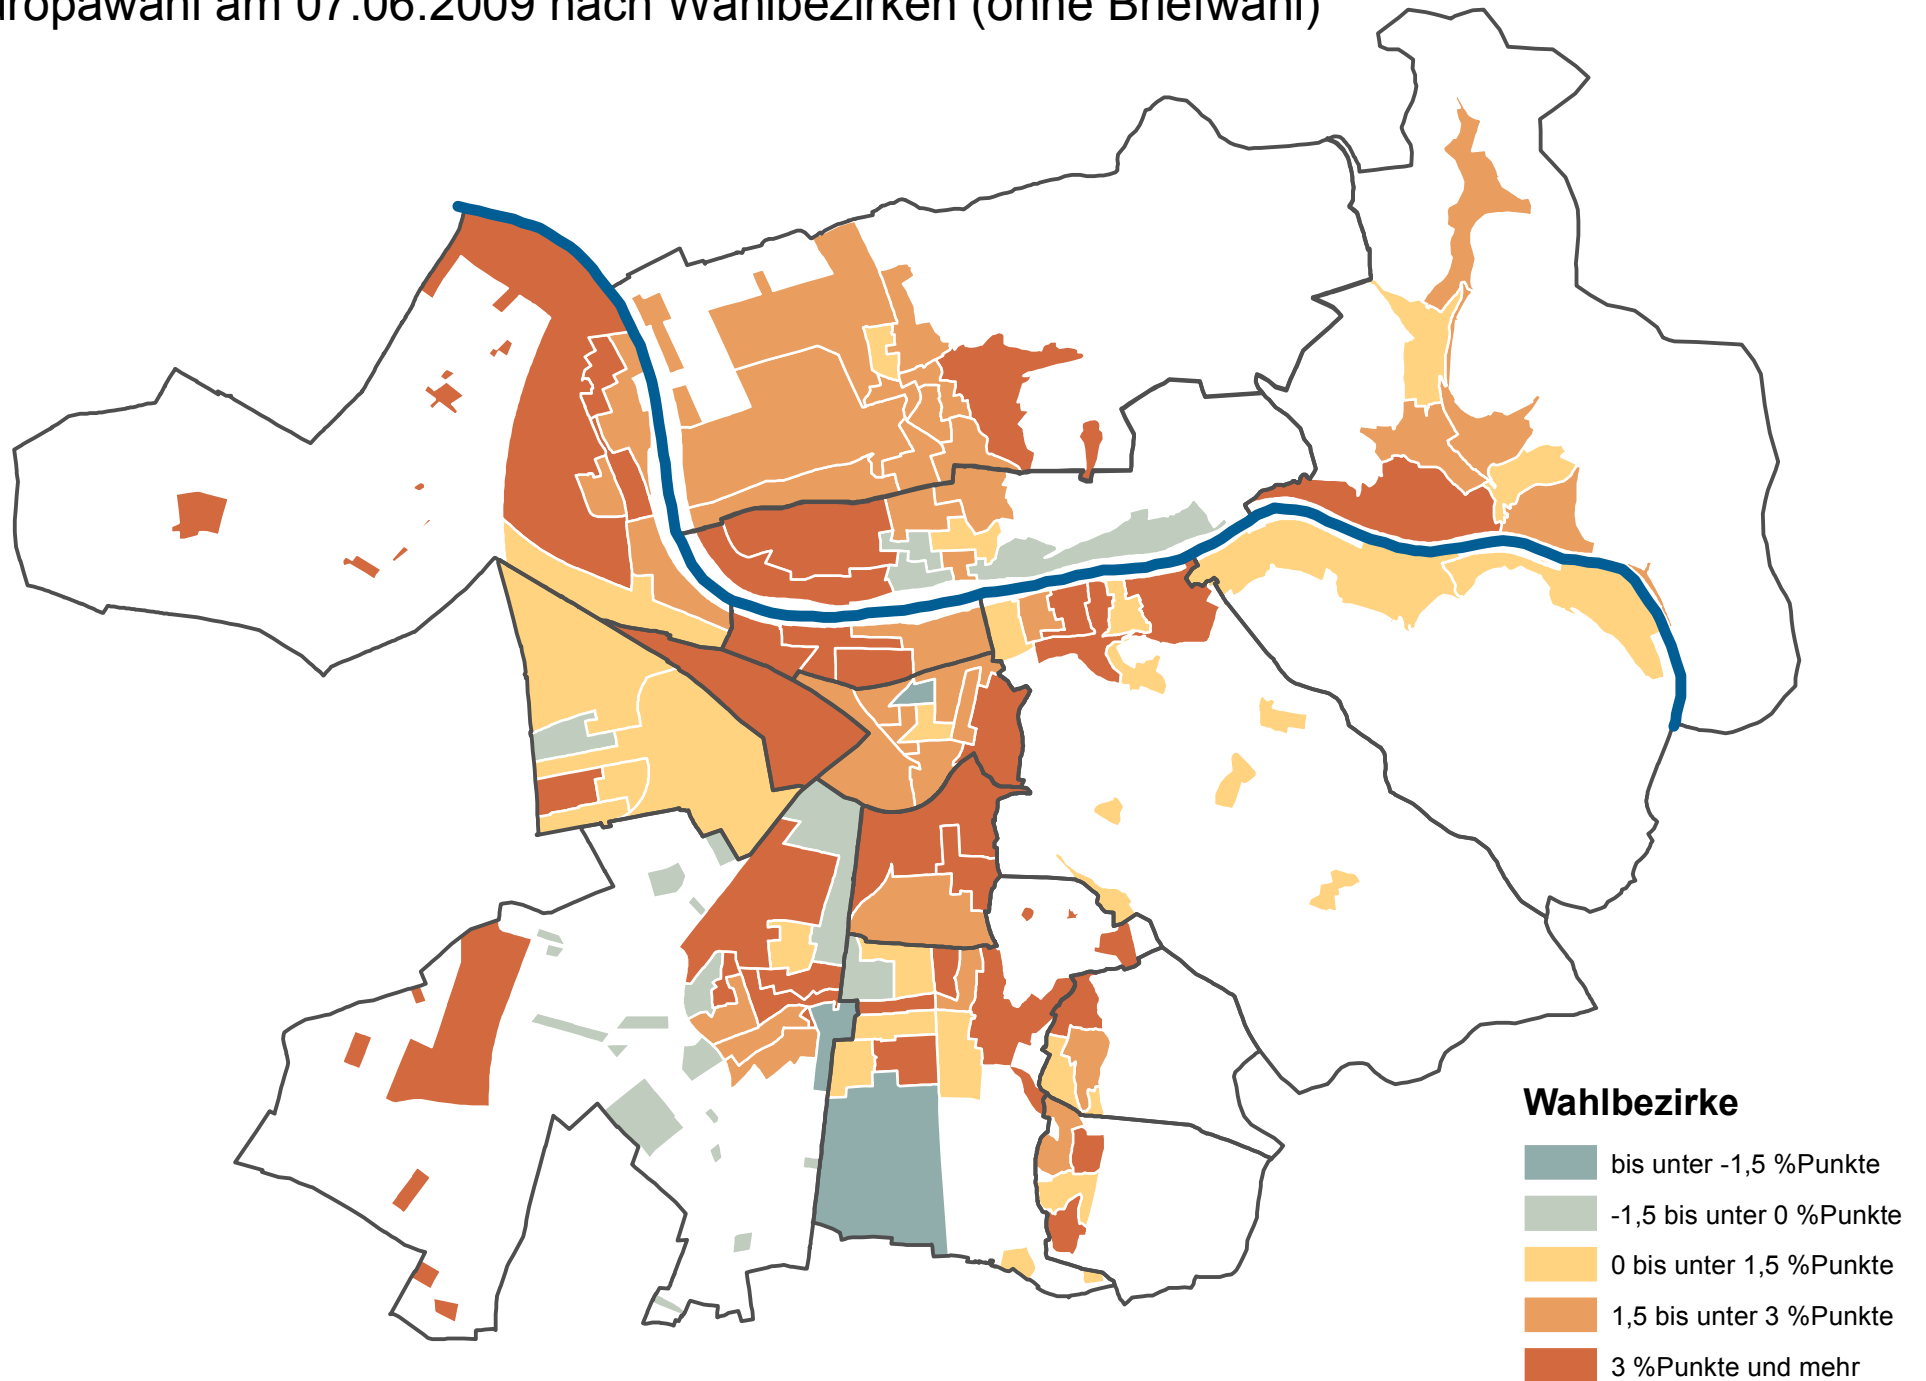 ropawahl am 07.06.2009 nach Wahlbezirken (ohne Briefwahl)
Wahlbezirke
bis unter -1,5 %Punkte
-1,5 bis unter 0 %Punkte
0 bis unter 1,5 %Punkte
1,5 bis unter 3 %Punkte
3 %Punkte und mehr